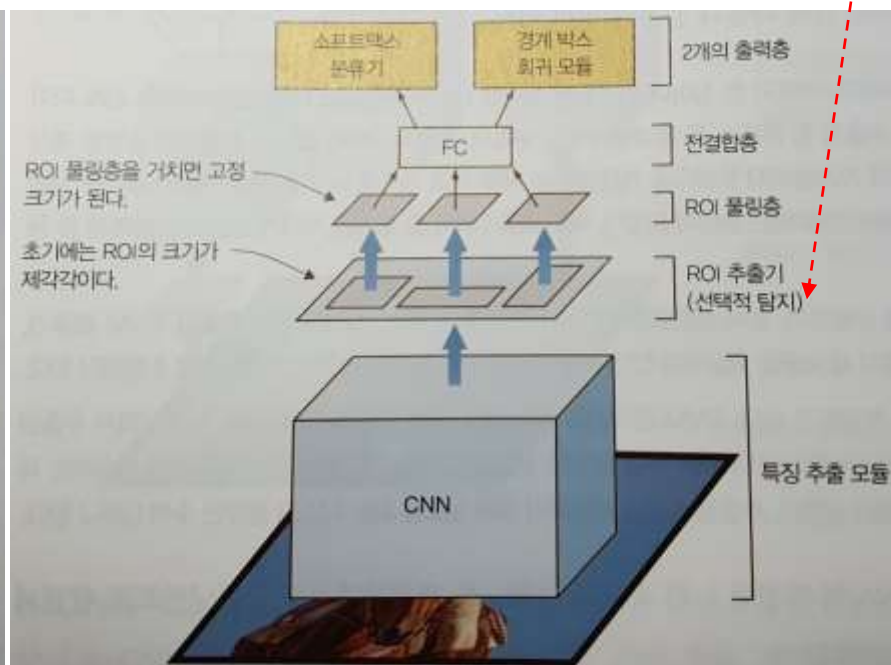 소프트맥스
분류기
경계 박스
회귀 모듈
2개의 출력층
FC
전결합층
ROI 풀링층을 거치면 고정
크기가 된다.
ROI 풀링층
초기에는 ROI의 크기가
제각각이다.
ROI 추출기
(선택적 탐지)
CNN
특징 추출 모듈